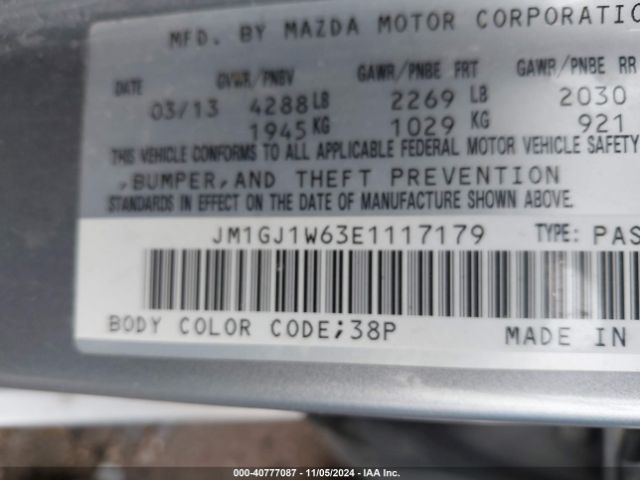 MFD. BY MAZDA MOTOR CORPORATIO
DATE GVWR/PNBV GAWR/PNBE FRT GAWR/PNBE RR
03/13 4288 LB 2269 LB 2030
1945 KG 1029 KG 921
THIS VEHICLE CONFORMS TO ALL APPLICABLE FEDERAL MOTOR VEHICLE SAFETY
,BUMPER,AND THEFT PREVENTION
STANDARDS IN EFFECT ON THE DATE OF MANUFACTURE SHOWN ABOVE.
JM1GJ1W63E1117179 TYPE: PAS
BODY COLOR CODE;38P MADE IN
000-40777087 - 11/05/2024 - IAA Inc.